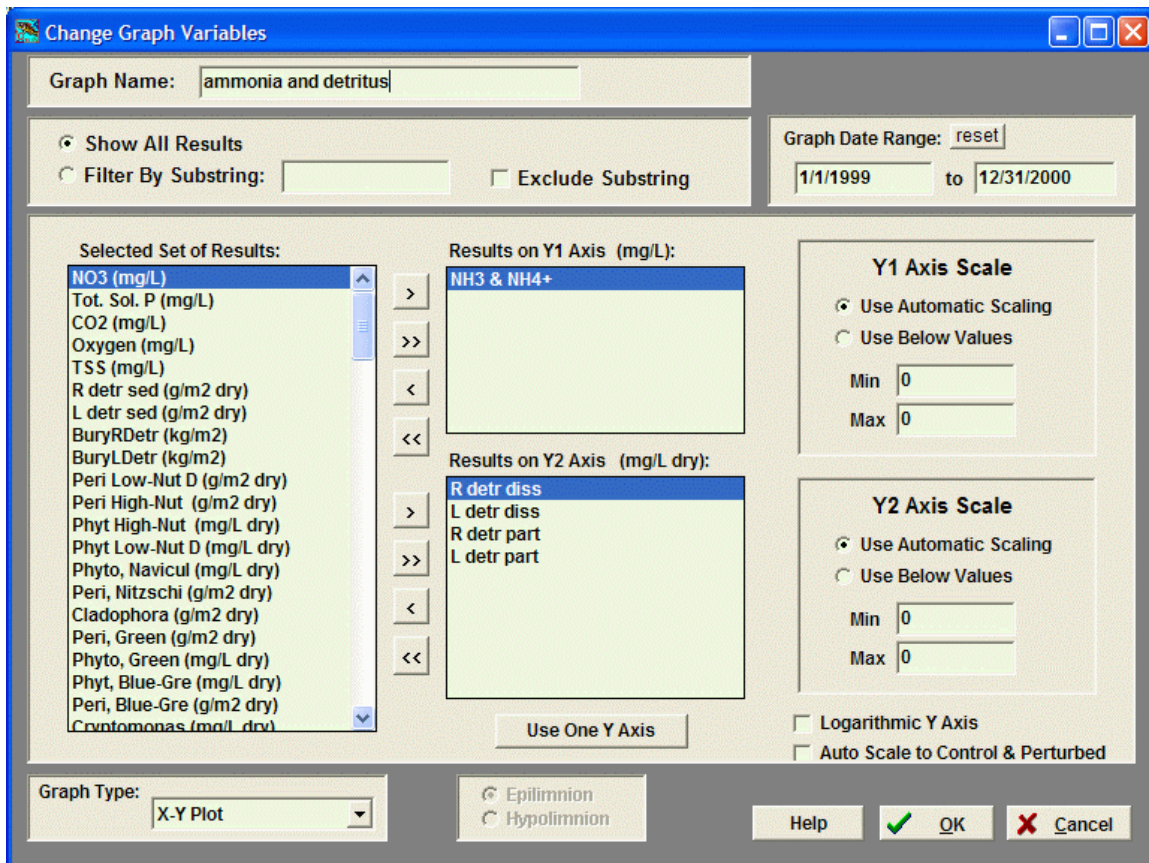 Change Graph Variables
Graph Name: ammonia and detritus
Show All Results
Filter By Substring:
Exclude Substring
Graph Date Range: reset
1/1/1999 to 12/31/2000
Selected Set of Results:
NO3 (mg/L)
Tot. Sol. P (mg/L)
CO2 (mg/L)
Oxygen (mg/L)
TSS (mg/L)
R detr sed (g/m2 dry)
L detr sed (g/m2 dry)
BuryRDetr (kg/m2)
BuryLDetr (kg/m2)
Peri Low-Nut D (g/m2 dry)
Peri High-Nut (g/m2 dry)
Phyt High-Nut (mg/L dry)
Phyt Low-Nut D (mg/L dry)
Phyto, Navicul (mg/L dry)
Peri, Nitzschi (g/m2 dry)
Cladophora (g/m2 dry)
Peri, Green (g/m2 dry)
Phyto, Green (mg/L dry)
Phyt, Blue-Gre (mg/L dry)
Peri, Blue-Gre (g/m2 dry)
Cryptomonas (mg/L dry)
>
>>
<
<<
>
>>
<
<<
Results on Y1 Axis (mg/L):
NH3 & NH4+
Results on Y2 Axis (mg/L dry):
R detr diss
L detr diss
R detr part
L detr part
Use One Y Axis
Y1 Axis Scale
Use Automatic Scaling
Use Below Values
Min 0
Max 0
Y2 Axis Scale
Use Automatic Scaling
Use Below Values
Min 0
Max 0
Logarithmic Y Axis
Auto Scale to Control & Perturbed
Graph Type:
X-Y Plot
Epilimnion
Hypolimnion
Help
OK
Cancel